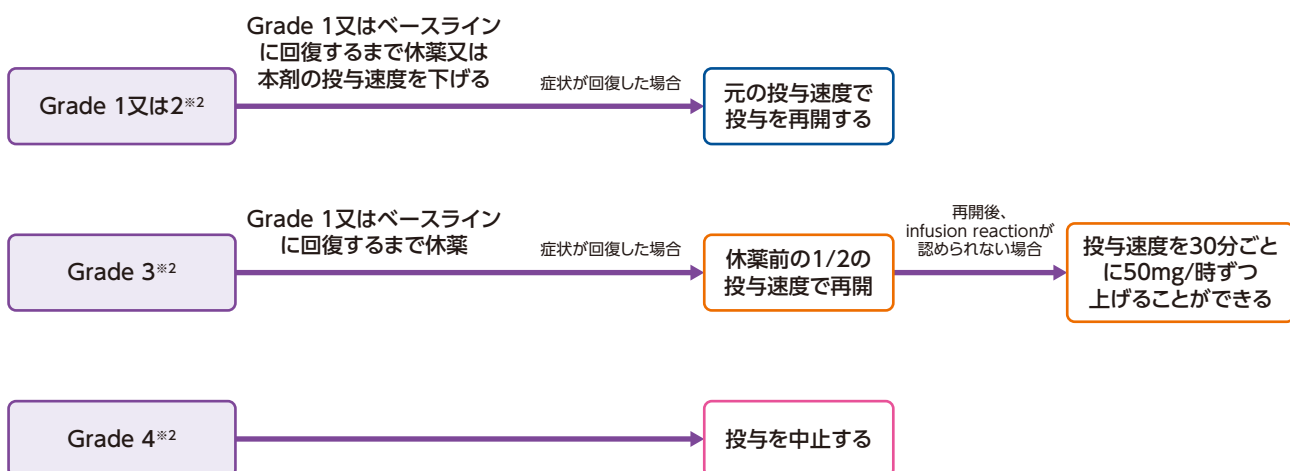 Grade 1又は2※2
Grade 1又はベースライン
に回復するまで休薬又は
本剤の投与速度を下げる
症状が回復した場合
元の投与速度で
投与を再開する
Grade 3※2
Grade 1又はベースライン
に回復するまで休薬
症状が回復した場合
休薬前の1/2の
投与速度で再開
再開後、
infusion reactionが
認められない場合
投与速度を30分ごと
に50mg/時ずつ
上げることができる
Grade 4※2
投与を中止する